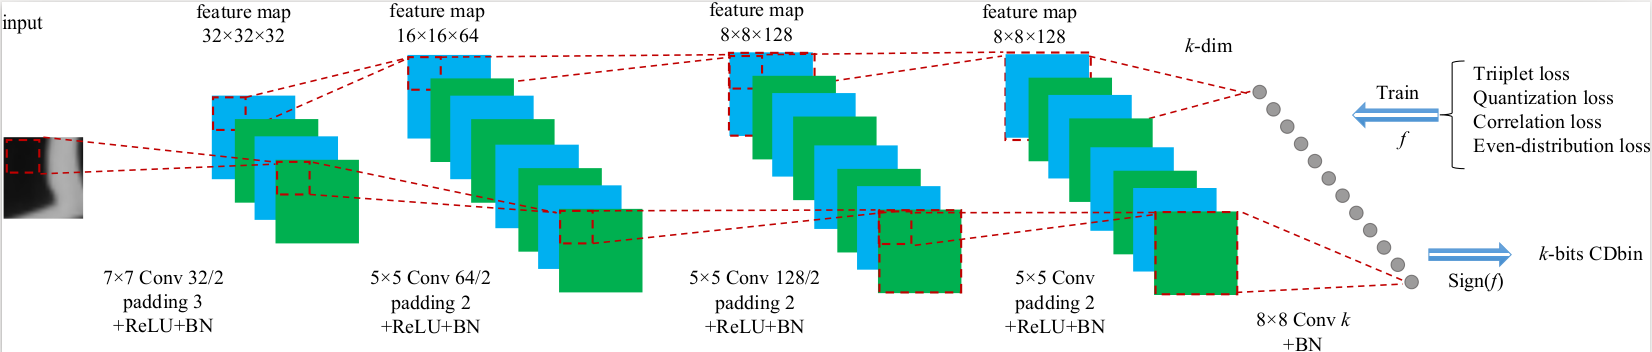 input
feature map
32×32×32
feature map
16×16×64
feature map
8×8×128
feature map
8×8×128
k-dim
Train
f
Triiplet loss
Quantization loss
Correlation loss
Even-distribution loss
7×7 Conv 32/2
padding 3
+ReLU+BN
5×5 Conv 64/2
padding 2
+ReLU+BN
5×5 Conv 128/2
padding 2
+ReLU+BN
5×5 Conv
padding 2
+ReLU+BN
8×8 Conv k
+BN
Sign(f)
k-bits CDbin